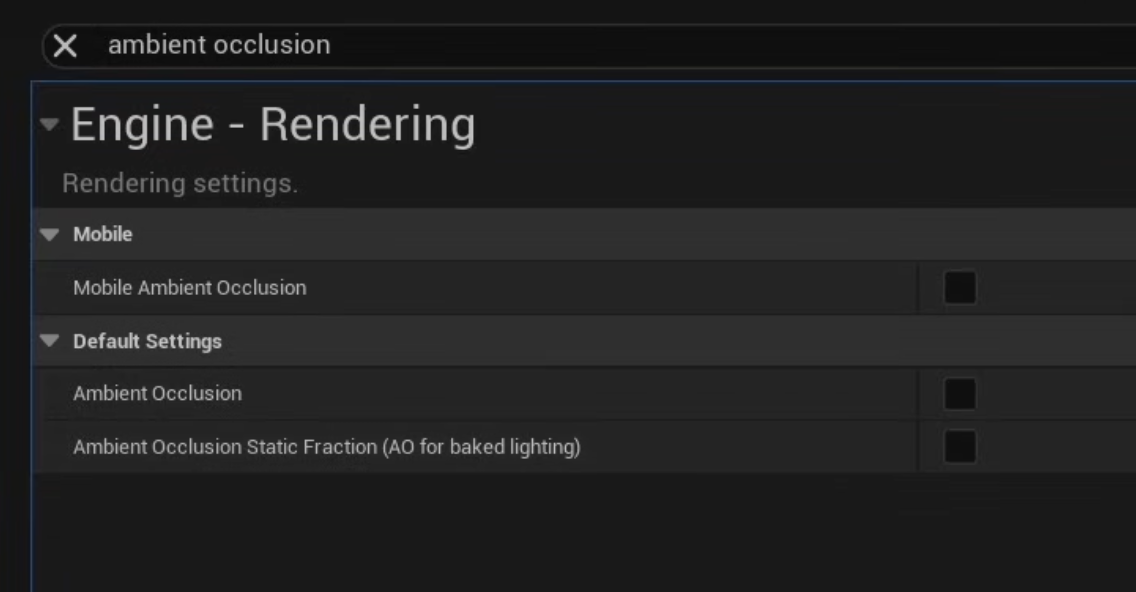 ambient occlusion
Engine - Rendering
Rendering settings.
Mobile
Mobile Ambient Occlusion
Default Settings
Ambient Occlusion
Ambient Occlusion Static Fraction (AO for baked lighting)